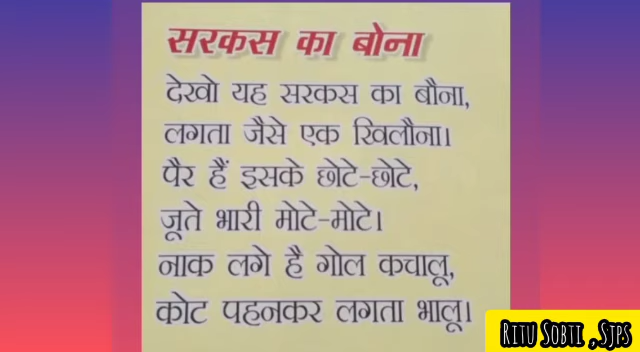 सरकस का बोना
देखो यह सरकस का बौना,
लगता जैसे एक खिलौना।
पैर हैं इसके छोटे-छोटे,
जूते भारी मोटे-मोटे।
नाक लगे है गोल कचालू,
कोट पहनकर लगता भालू।
RITU SOBTI , SJPS